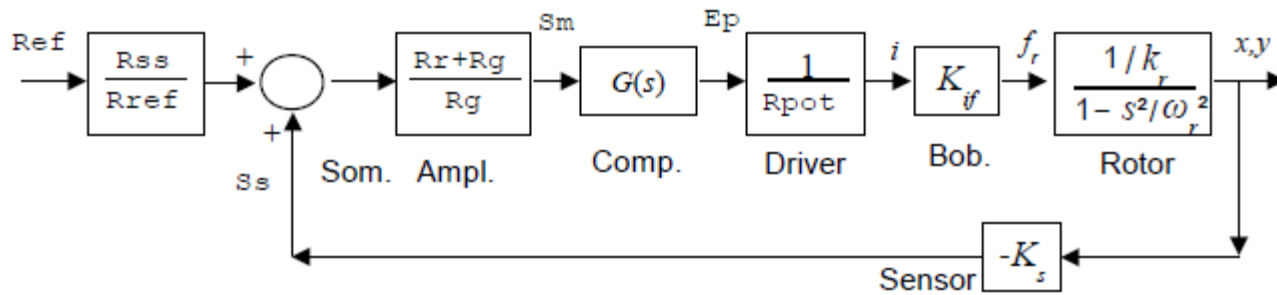 Ref
Rss
Rref
+
+
Ss
Som.
Rr+Rg
Rg
Ampl.
Sm
G(s)
Comp.
Ep
1
Rpot
Driver
i
K_if
Bob.
f_r
1/k_r
1- s²/ω_r²
Rotor
x,y
-K_s
Sensor